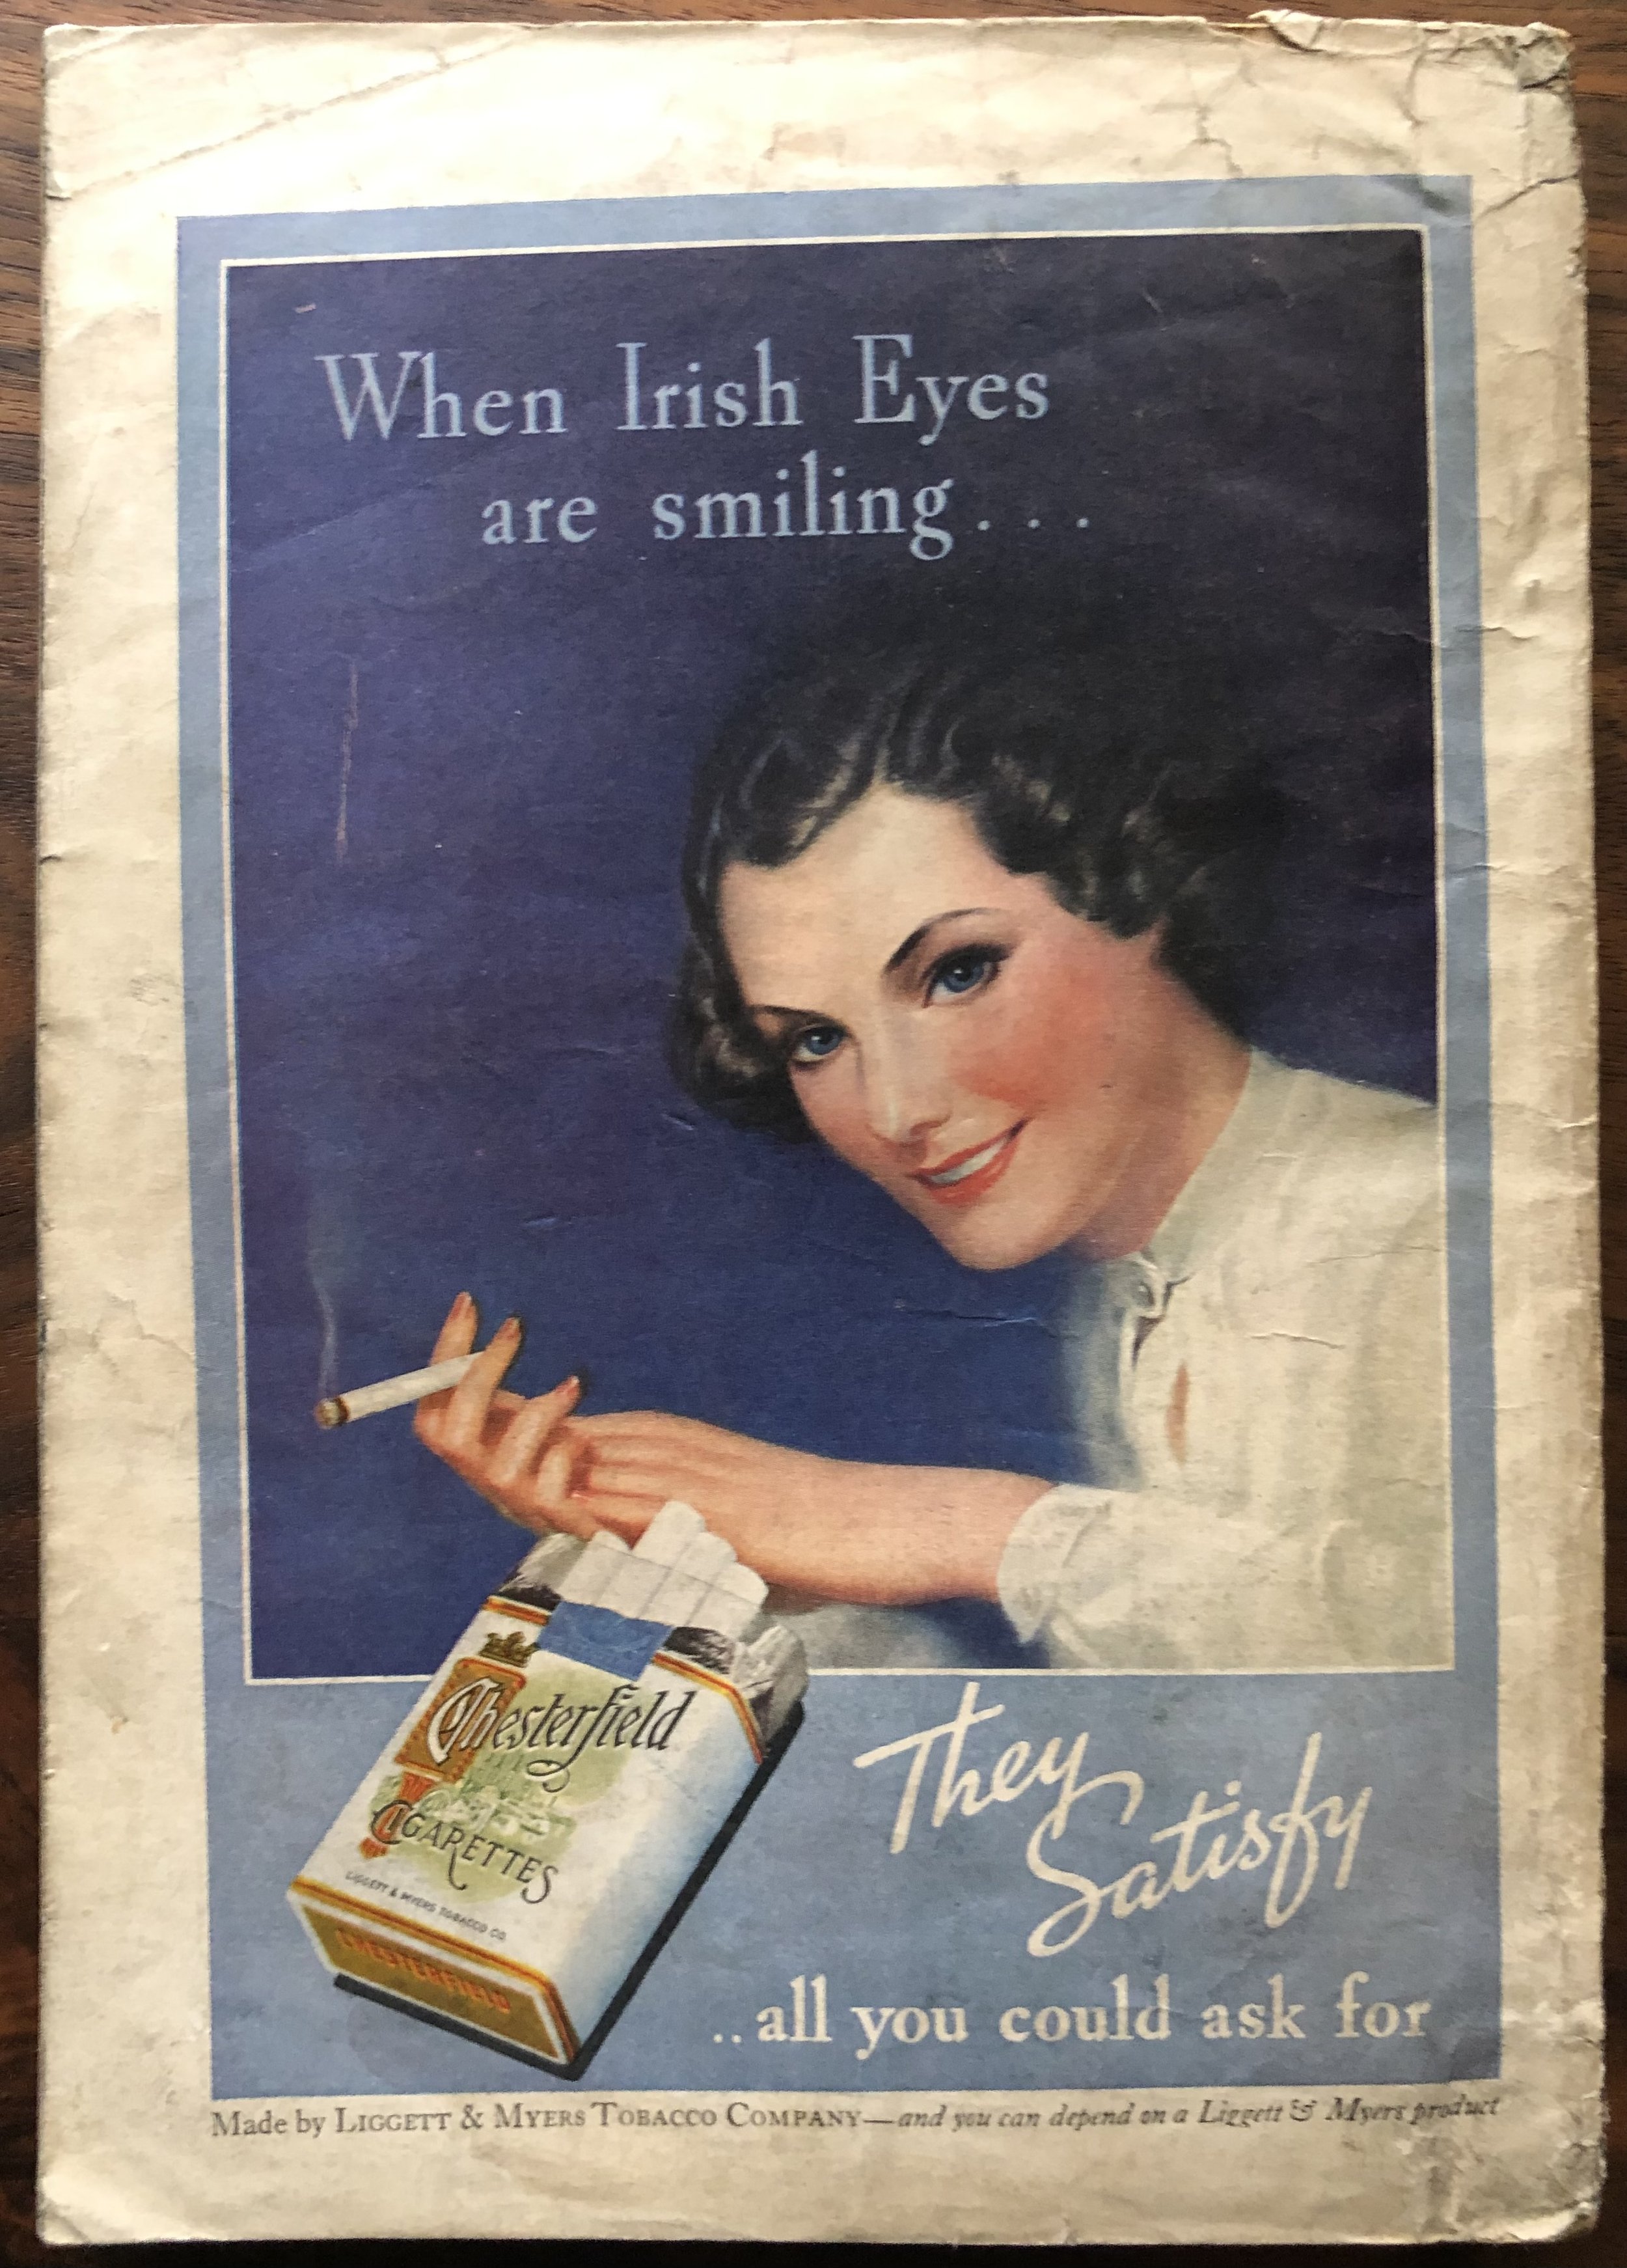 When Irish Eyes
are smiling...
Chesterfield
CIGARETTES
LIGGETT & MYERS TOBACCO CO.
CHESTERFIELD
They
Satisfy
..all you could ask for
Made by LIGGETT & MYERS TOBACCO COMPANY—and you can depend on a Liggett & Myers product